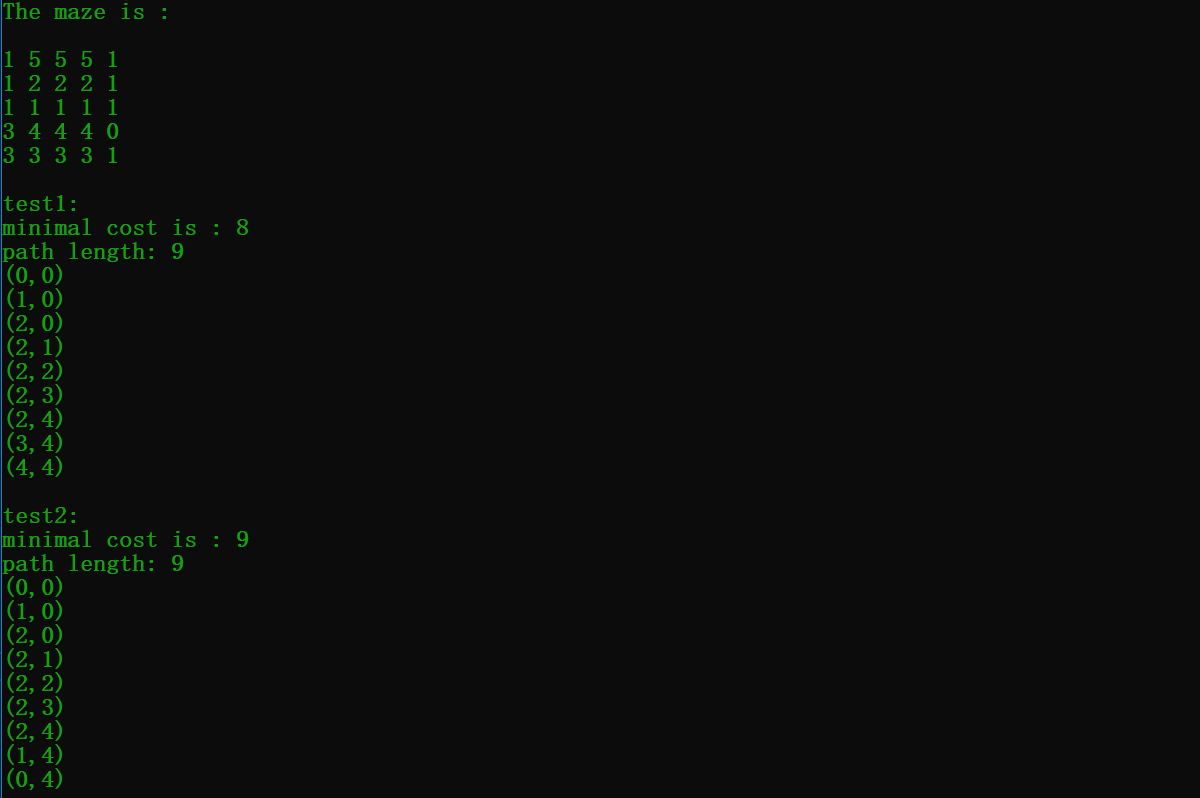 The maze is :
1 5 5 5 1
1 2 2 2 1
1 1 1 1 1
3 4 4 4 0
3 3 3 3 1
test1:
minimal cost is : 8
path length: 9
(0,0)
(1,0)
(2,0)
(2,1)
(2,2)
(2,3)
(2,4)
(3,4)
(4,4)
test2:
minimal cost is : 9
path length: 9
(0,0)
(1,0)
(2,0)
(2,1)
(2,2)
(2,3)
(2,4)
(1,4)
(0,4)